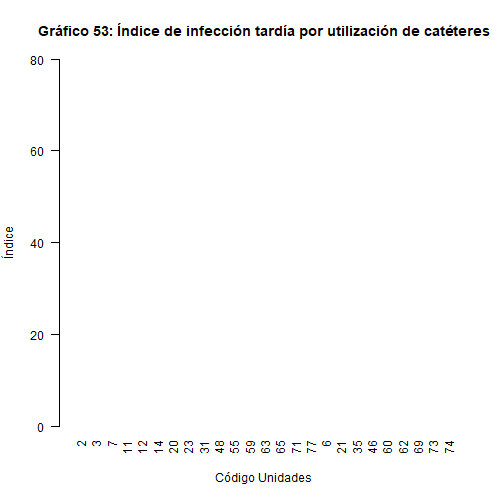 Gráfico 53: Índice de infección tardía por utilización de catéteres
80
60
40
20
0
Índice
2 3 7 11 12 14 20 23 31 48 55 59 63 65 71 77 6 21 35 46 60 62 69 73 74
Código Unidades